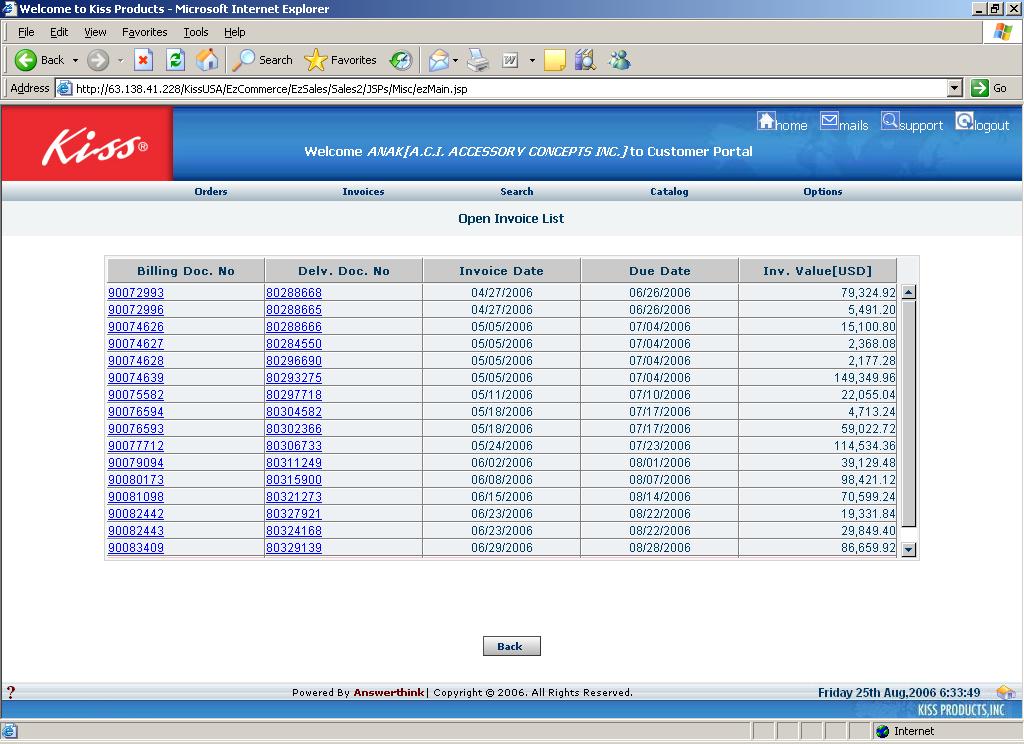 Welcome to Kiss Products - Microsoft Internet Explorer
File Edit View Favorites Tools Help
Back Search Favorites
Address http://63.138.41.228/KissUSA/EzCommerce/EzSales/Sales2/JSPs/Misc/ezMain.jsp Go
Kiss®
home mails support logout
Welcome ANAK[A.C.I. ACCESSORY CONCEPTS INC.]to Customer Portal
Orders Invoices Search Catalog Options
Open Invoice List
Billing Doc. No Delv. Doc. No Invoice Date Due Date Inv. Value[USD]
90072993 80288668 04/27/2006 06/26/2006 79,324.92
90072996 80288665 04/27/2006 06/26/2006 5,491.20
90074626 80288666 05/05/2006 07/04/2006 15,100.80
90074627 80284550 05/05/2006 07/04/2006 2,368.08
90074628 80296690 05/05/2006 07/04/2006 2,177.28
90074639 80293275 05/05/2006 07/04/2006 149,349.96
90075582 80297718 05/11/2006 07/10/2006 22,055.04
90076594 80304582 05/18/2006 07/17/2006 4,713.24
90076593 80302366 05/18/2006 07/17/2006 59,022.72
90077712 80306733 05/24/2006 07/23/2006 114,534.36
90079094 80311249 06/02/2006 08/01/2006 39,129.48
90080173 80315900 06/08/2006 08/07/2006 98,421.12
90081098 80321273 06/15/2006 08/14/2006 70,599.24
90082442 80327921 06/23/2006 08/22/2006 19,331.84
90082443 80324168 06/23/2006 08/22/2006 29,849.40
90083409 80329139 06/29/2006 08/28/2006 86,659.92
Back
? Powered By Answerthink| Copyright © 2006. All Rights Reserved. Friday 25th Aug,2006 6:33:49
KISS PRODUCTS,INC
Internet